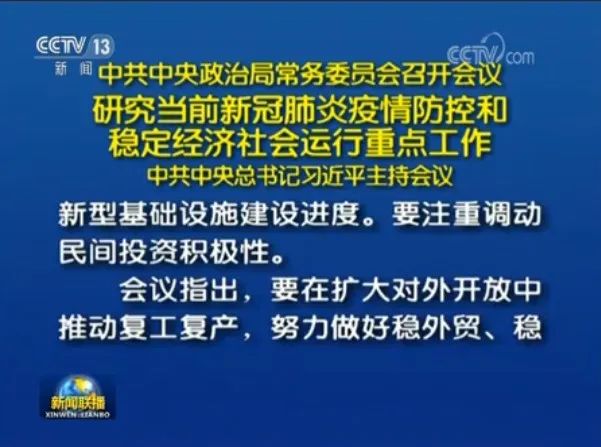 CCTV 13
新闻
CCTV.com
中共中央政治局常务委员会召开会议
研究当前新冠肺炎疫情防控和
稳定经济社会运行重点工作
中共中央总书记习近平主持会议
新型基础设施建设进度。要注重调动
民间投资积极性。
会议指出，要在扩大对外开放中
推动复工复产，努力做好稳外贸、稳
新闻联播
XINWEN LIANBO